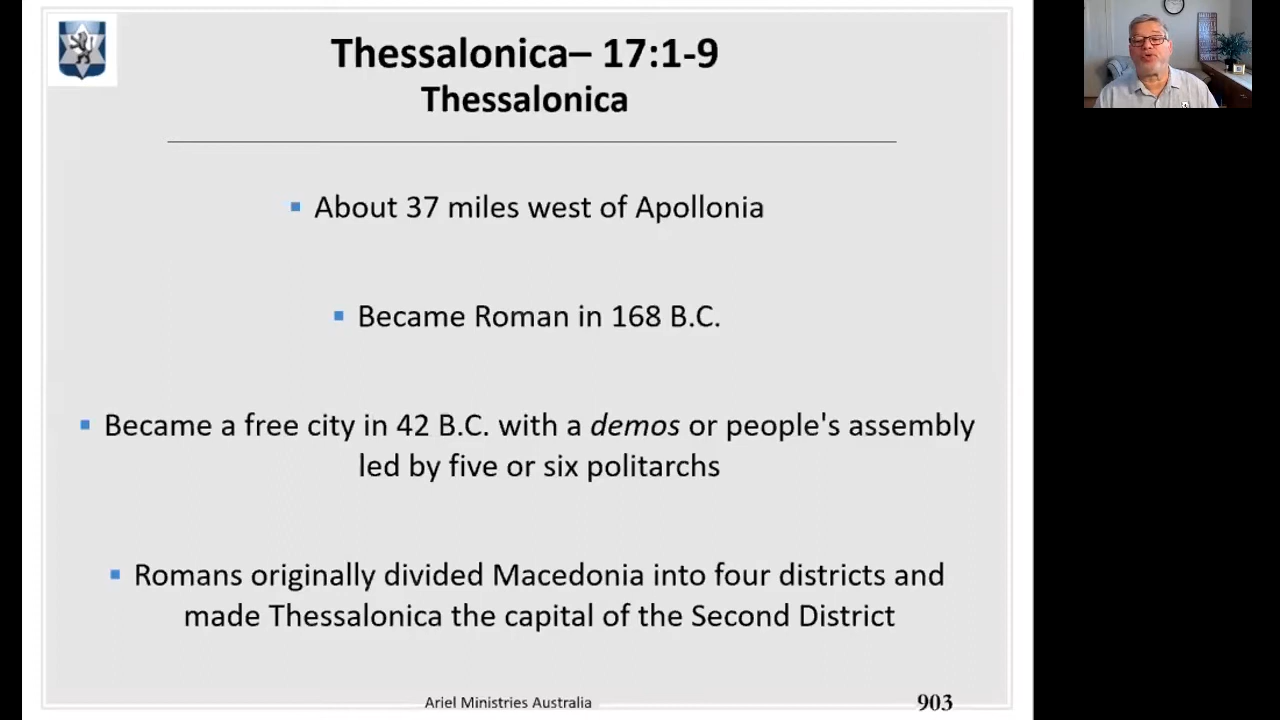 Thessalonica– 17:1-9
Thessalonica
▪ About 37 miles west of Apollonia
▪ Became Roman in 168 B.C.
▪ Became a free city in 42 B.C. with a demos or people's assembly
led by five or six politarchs
▪ Romans originally divided Macedonia into four districts and
made Thessalonica the capital of the Second District
Ariel Ministries Australia
903